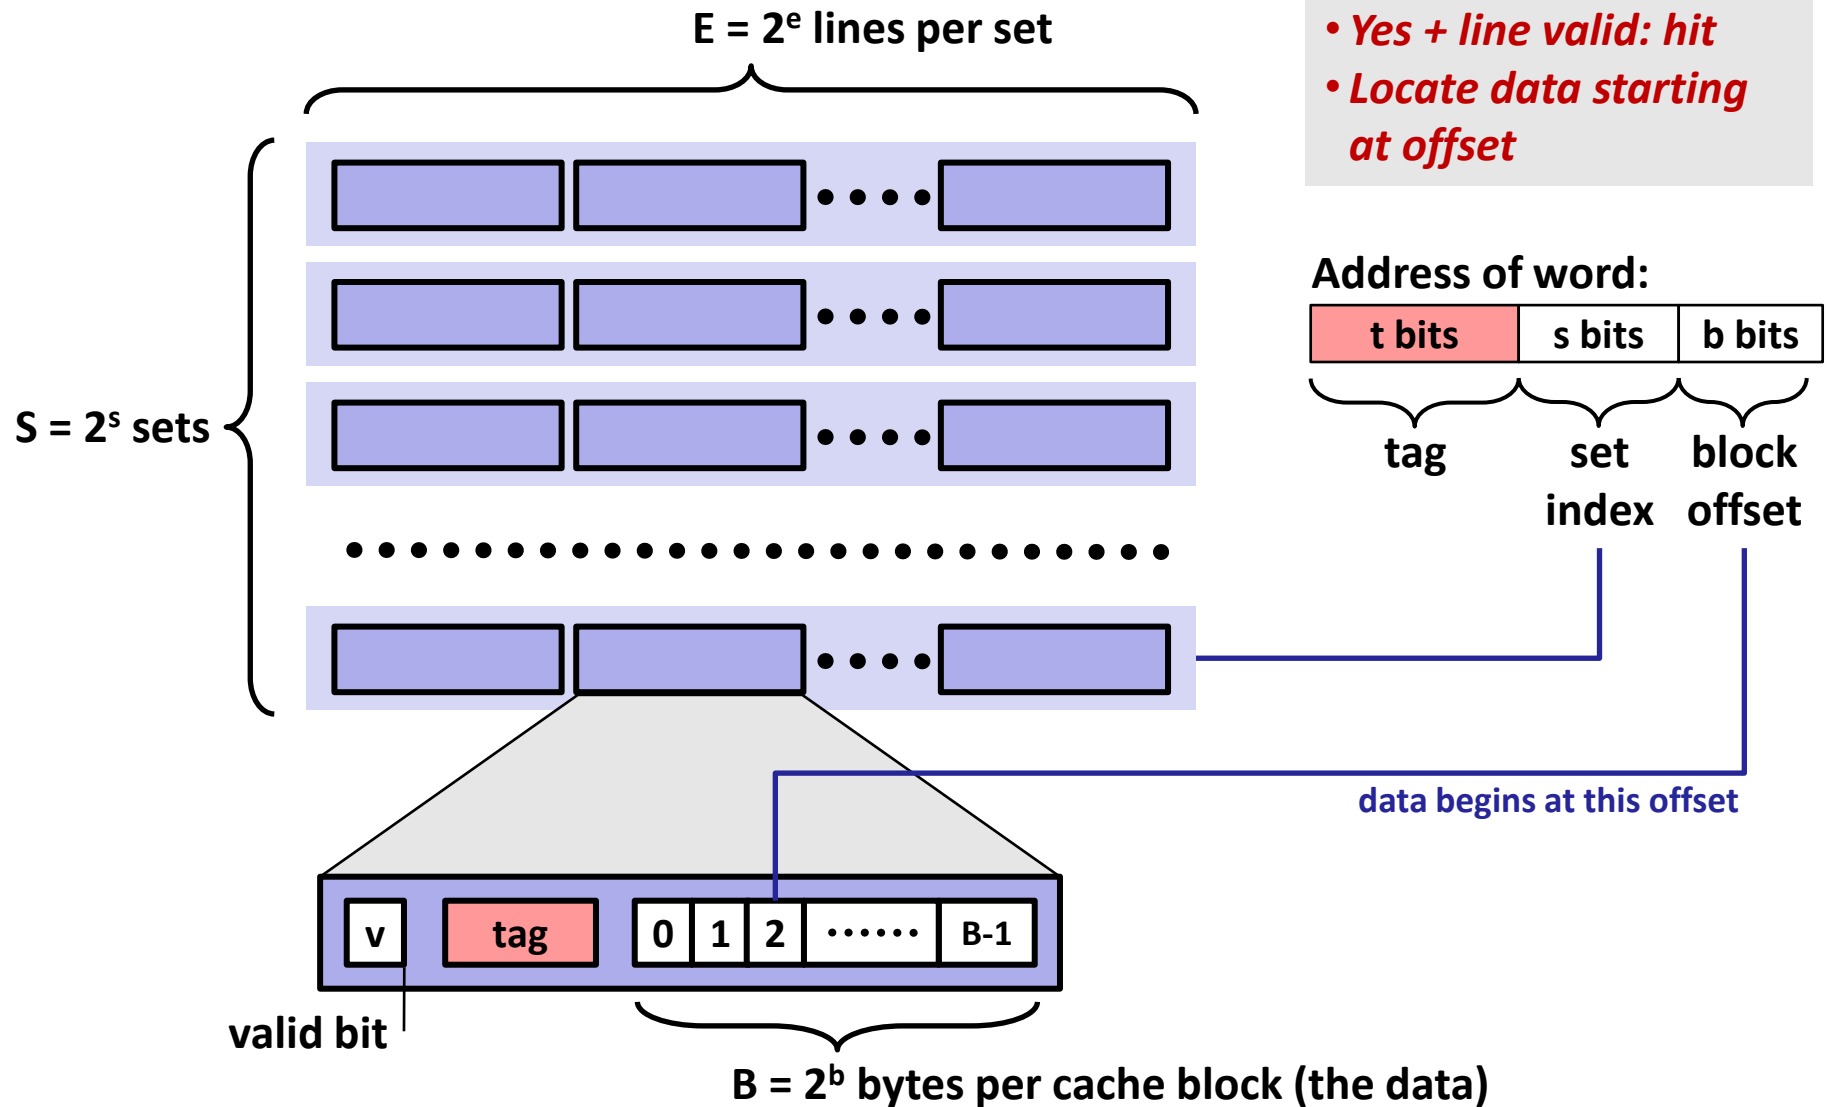 E = 2ᵉ lines per set
• Yes + line valid: hit
• Locate data starting
at offset
Address of word:
t bits s bits b bits
tag set block
index offset
S = 2ˢ sets
data begins at this offset
v tag 0 1 2 •••••• B-1
valid bit
B = 2ᵇ bytes per cache block (the data)